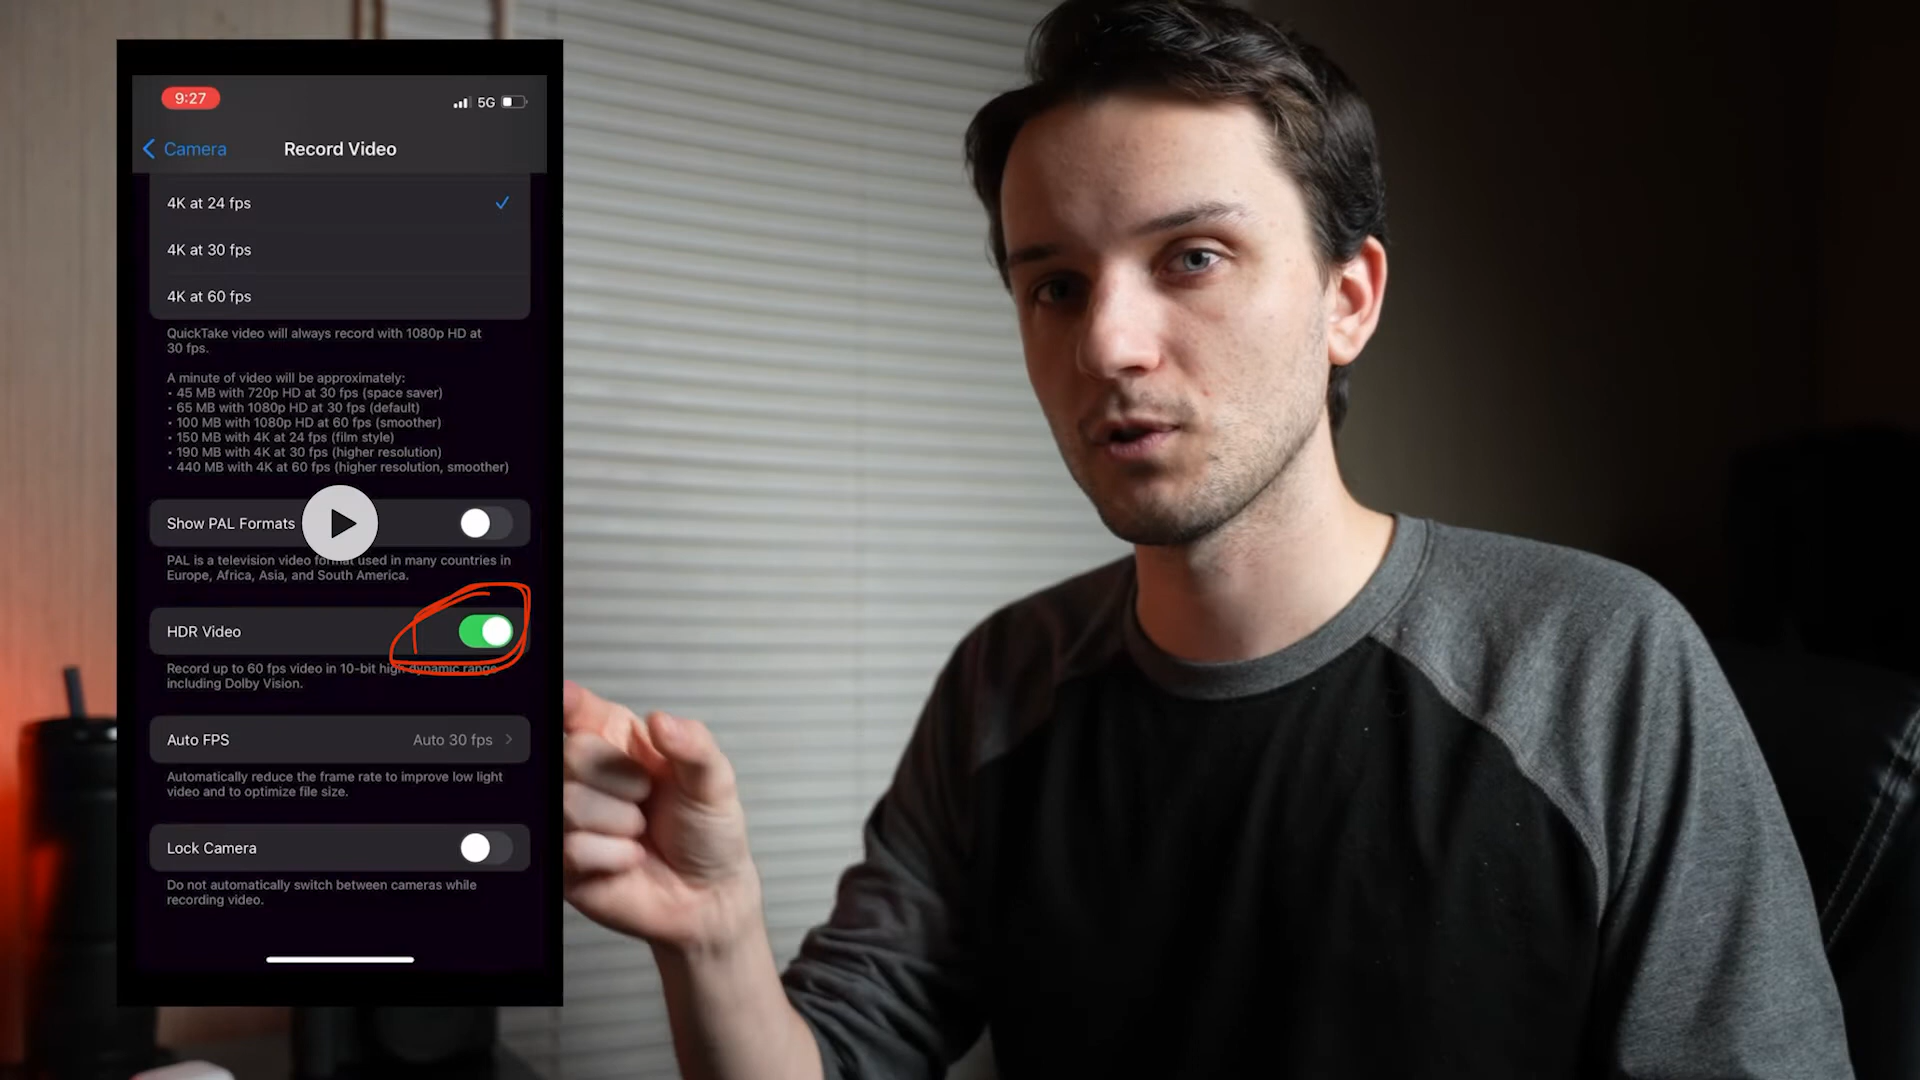 9:27
5G
Camera
Record Video
4K at 24 fps
4K at 30 fps
4K at 60 fps
QuickTake video will always record with 1080p HD at
30 fps.
A minute of video will be approximately:
• 45 MB with 720p HD at 30 fps (space saver)
• 65 MB with 1080p HD at 30 fps (default)
• 100 MB with 1080p HD at 60 fps (smoother)
• 150 MB with 4K at 24 fps (film style)
• 190 MB with 4K at 30 fps (higher resolution)
• 440 MB with 4K at 60 fps (higher resolution, smoother)
Show PAL Formats
PAL is a television video format used in many countries in
Europe, Africa, Asia, and South America.
HDR Video
Record up to 60 fps video in 10-bit high dynamic range
including Dolby Vision.
Auto FPS
Auto 30 fps
Automatically reduce the frame rate to improve low light
video and to optimize file size.
Lock Camera
Do not automatically switch between cameras while
recording video.